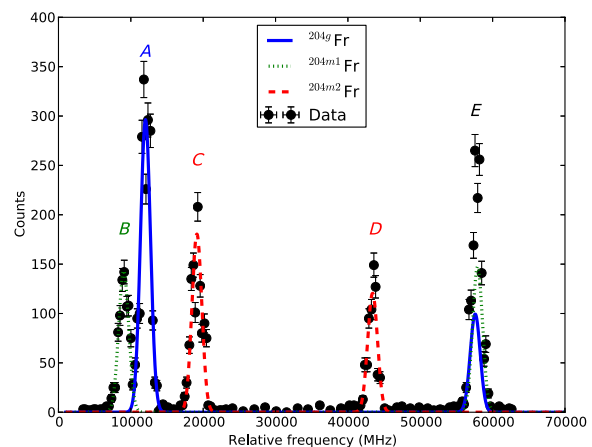 400
350
300
250
200
150
100
50
0
Counts
A
B
C
D
E
²⁰⁴ᵍFr
²⁰⁴ᵐ¹Fr
²⁰⁴ᵐ²Fr
Data
0 10000 20000 30000 40000 50000 60000 70000
Relative frequency (MHz)